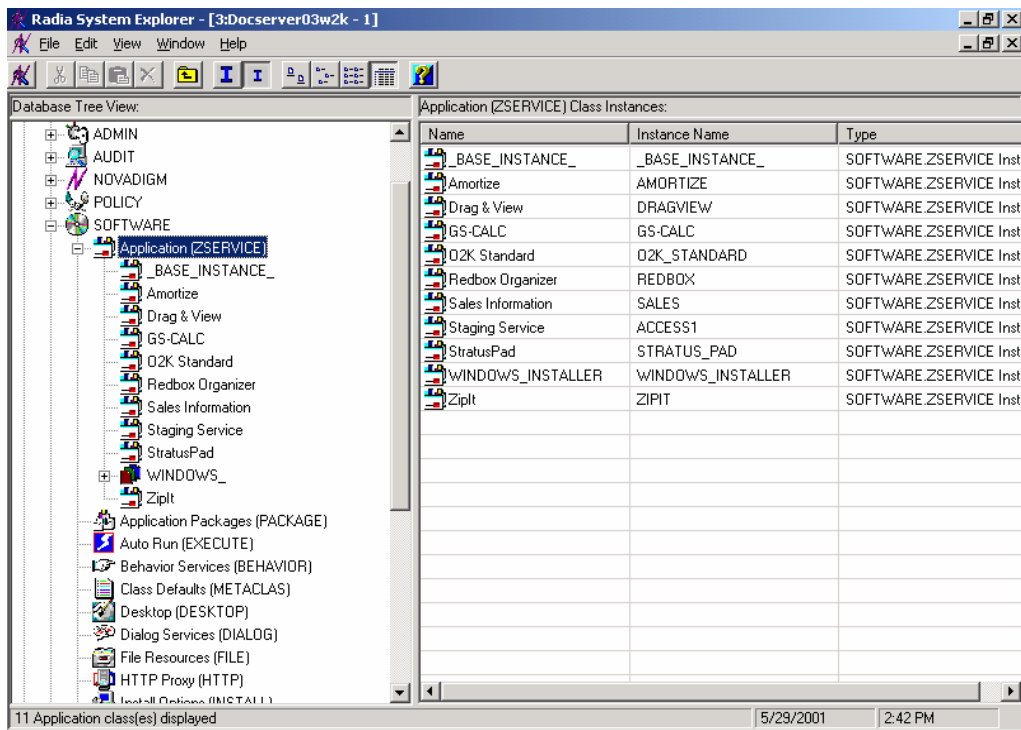 Radia System Explorer - [3:Docserver03w2k - 1]
File Edit View Window Help
Database Tree View:
ADMIN
AUDIT
NOVADIGM
POLICY
SOFTWARE
Application (ZSERVICE)
_BASE_INSTANCE_
Amortize
Drag & View
GS-CALC
O2K Standard
Redbox Organizer
Sales Information
Staging Service
StratusPad
WINDOWS_
ZipIt
Application Packages (PACKAGE)
Auto Run (EXECUTE)
Behavior Services (BEHAVIOR)
Class Defaults (METACLAS)
Desktop (DESKTOP)
Dialog Services (DIALOG)
File Resources (FILE)
HTTP Proxy (HTTP)
Install Options (INSTALL)
Application (ZSERVICE) Class Instances:
Name Instance Name Type
_BASE_INSTANCE_ _BASE_INSTANCE_ SOFTWARE.ZSERVICE Inst
Amortize AMORTIZE SOFTWARE.ZSERVICE Inst
Drag & View DRAGVIEW SOFTWARE.ZSERVICE Inst
GS-CALC GS-CALC SOFTWARE.ZSERVICE Inst
O2K Standard O2K_STANDARD SOFTWARE.ZSERVICE Inst
Redbox Organizer REDBOX SOFTWARE.ZSERVICE Inst
Sales Information SALES SOFTWARE.ZSERVICE Inst
Staging Service ACCESS1 SOFTWARE.ZSERVICE Inst
StratusPad STRATUS_PAD SOFTWARE.ZSERVICE Inst
WINDOWS_INSTALLER WINDOWS_INSTALLER SOFTWARE.ZSERVICE Inst
ZipIt ZIPIT SOFTWARE.ZSERVICE Inst
11 Application class(es) displayed 5/29/2001 2:42 PM